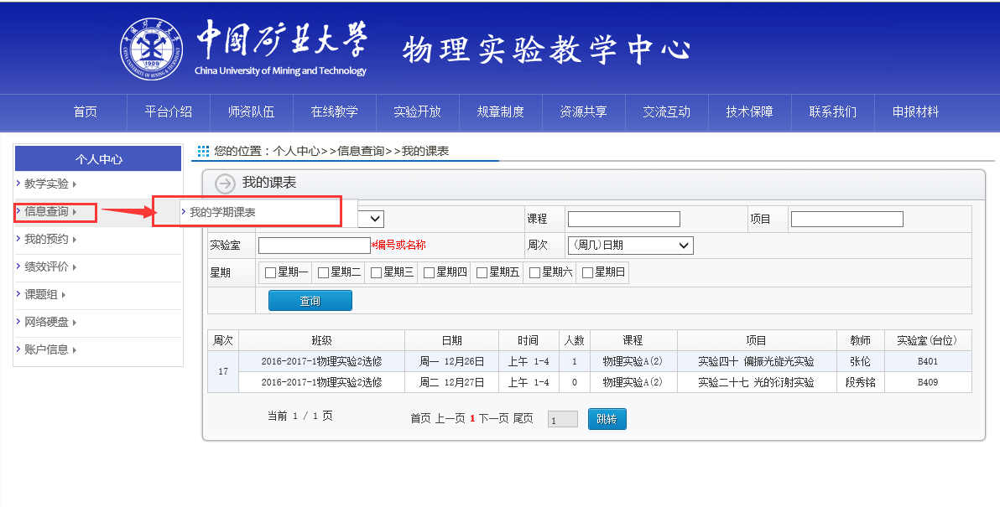 中国矿业大学
China University of Mining and Technology
1909
物理实验教学中心
首页 平台介绍 师资队伍 在线教学 实验开放 规章制度 资源共享 交流互动 技术保障 联系我们 申报材料
个人中心
教学实验
信息查询
我的预约
绩效评价
课题组
网络硬盘
账户信息
我的学期课表
您的位置：个人中心>>信息查询>>我的课表
我的课表
课程 项目
实验室 *编号或名称 周次 (周几)日期
星期 星期一 星期二 星期三 星期四 星期五 星期六 星期日
查询
周次 班级 日期 时间 人数 课程 项目 教师 实验室(台位)
17 2016-2017-1物理实验2选修 周一 12月26日 上午 1-4 1 物理实验A(2) 实验四十 偏振光旋光实验 张伦 B401
2016-2017-1物理实验2选修 周二 12月27日 上午 1-4 0 物理实验A(2) 实验二十七 光的衍射实验 段秀铭 B409
当前 1 / 1 页 首页 上一页 1 下一页 尾页 1 跳转